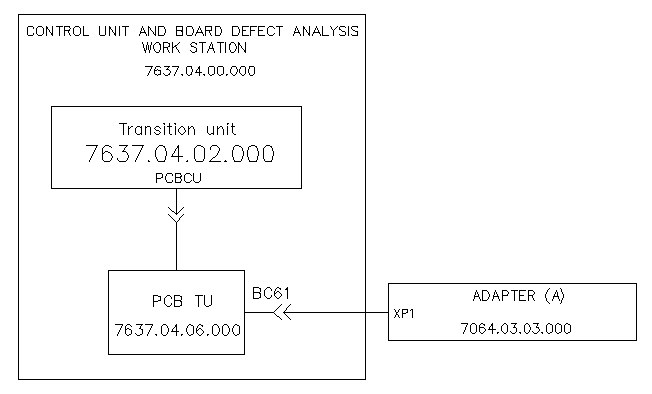 CONTROL UNIT AND BOARD DEFECT ANALYSIS
WORK STATION
7637.04.00.000
Transition unit
7637.04.02.000
PCBCU
PCB TU
7637.04.06.000
BC61
XP1
ADAPTER (A)
7064.03.03.000